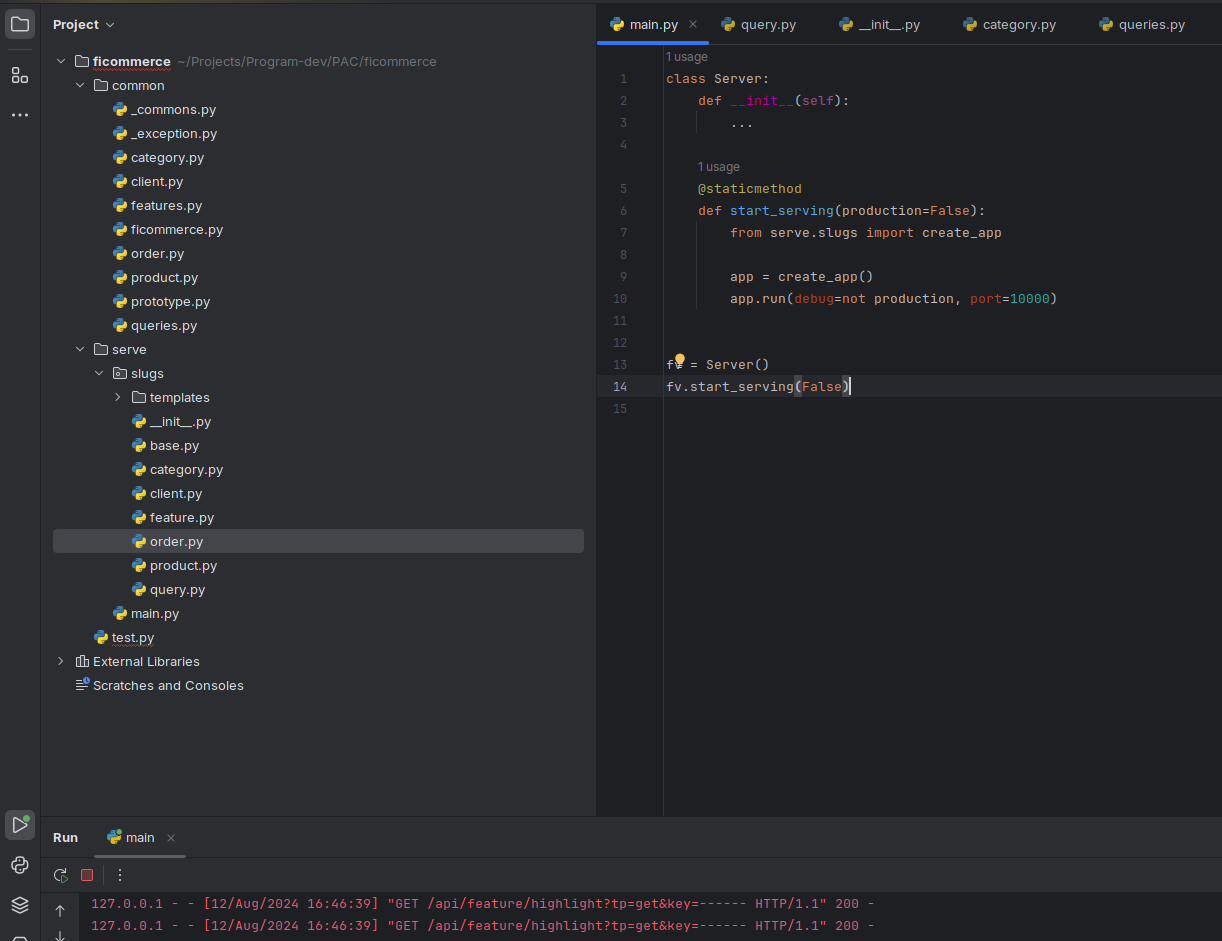 Project
ficommerce ~/Projects/Program-dev/PAC/ficommerce
common
_commons.py
_exception.py
category.py
client.py
features.py
ficommerce.py
order.py
product.py
prototype.py
queries.py
serve
slugs
templates
__init__.py
base.py
category.py
client.py
feature.py
order.py
product.py
query.py
main.py
test.py
External Libraries
Scratches and Consoles
main.py query.py __init__.py category.py queries.py
1 usage
1 class Server:
2 def __init__(self):
3 ...
4
1 usage
5 @staticmethod
6 def start_serving(production=False):
7 from serve.slugs import create_app
8
9 app = create_app()
10 app.run(debug=not production, port=10000)
11
12
13 fv = Server()
14 fv.start_serving(False)
15
Run main
127.0.0.1 - - [12/Aug/2024 16:46:39] "GET /api/feature/highlight?tp=get&key=------ HTTP/1.1" 200 -
127.0.0.1 - - [12/Aug/2024 16:46:39] "GET /api/feature/highlight?tp=get&key=------ HTTP/1.1" 200 -